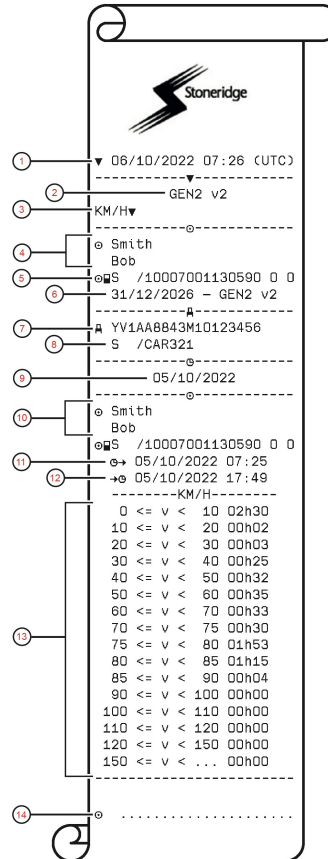 Stoneridge
1 ▼ 06/10/2022 07:26 (UTC)
----------▼----------
2 GEN2 v2
3 KM/H▼
----------⊙----------
4 ⊙ Smith
Bob
5 ⊙■S /10007001130590 0 0
6 31/12/2026 - GEN2 v2
7 YV1AA8843M10123456
8 S /CAR321
9 05/10/2022
----------⊙----------
10 ⊙ Smith
Bob
⊙■S /10007001130590 0 0
11 05/10/2022 07:25
12 05/10/2022 17:49
--------KM/H-------
13 0 <= v < 10 02h30
10 <= v < 20 00h02
20 <= v < 30 00h03
30 <= v < 40 00h25
40 <= v < 50 00h32
50 <= v < 60 00h35
60 <= v < 70 00h33
70 <= v < 75 00h30
75 <= v < 80 01h53
80 <= v < 85 01h15
85 <= v < 90 00h04
90 <= v < 100 00h00
100 <= v < 110 00h00
110 <= v < 120 00h00
120 <= v < 150 00h00
150 <= v < ... 00h00
14 ⊙ .....................